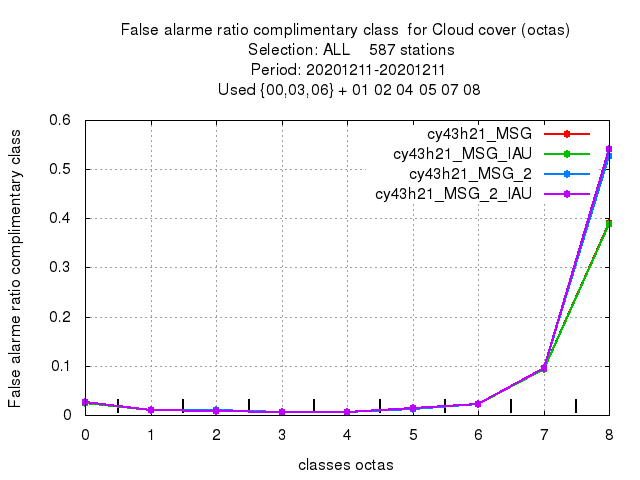 False alarme ratio complimentary class  for Cloud cover (octas)
Selection: ALL    587 stations
Period: 20201211-20201211
Used {00,03,06} + 01 02 04 05 07 08
False alarme ratio complimentary class
0.6
0.5
0.4
0.3
0.2
0.1
0
cy43h21_MSG
cy43h21_MSG_IAU
cy43h21_MSG_2
cy43h21_MSG_2_IAU
0 1 2 3 4 5 6 7 8
classes octas